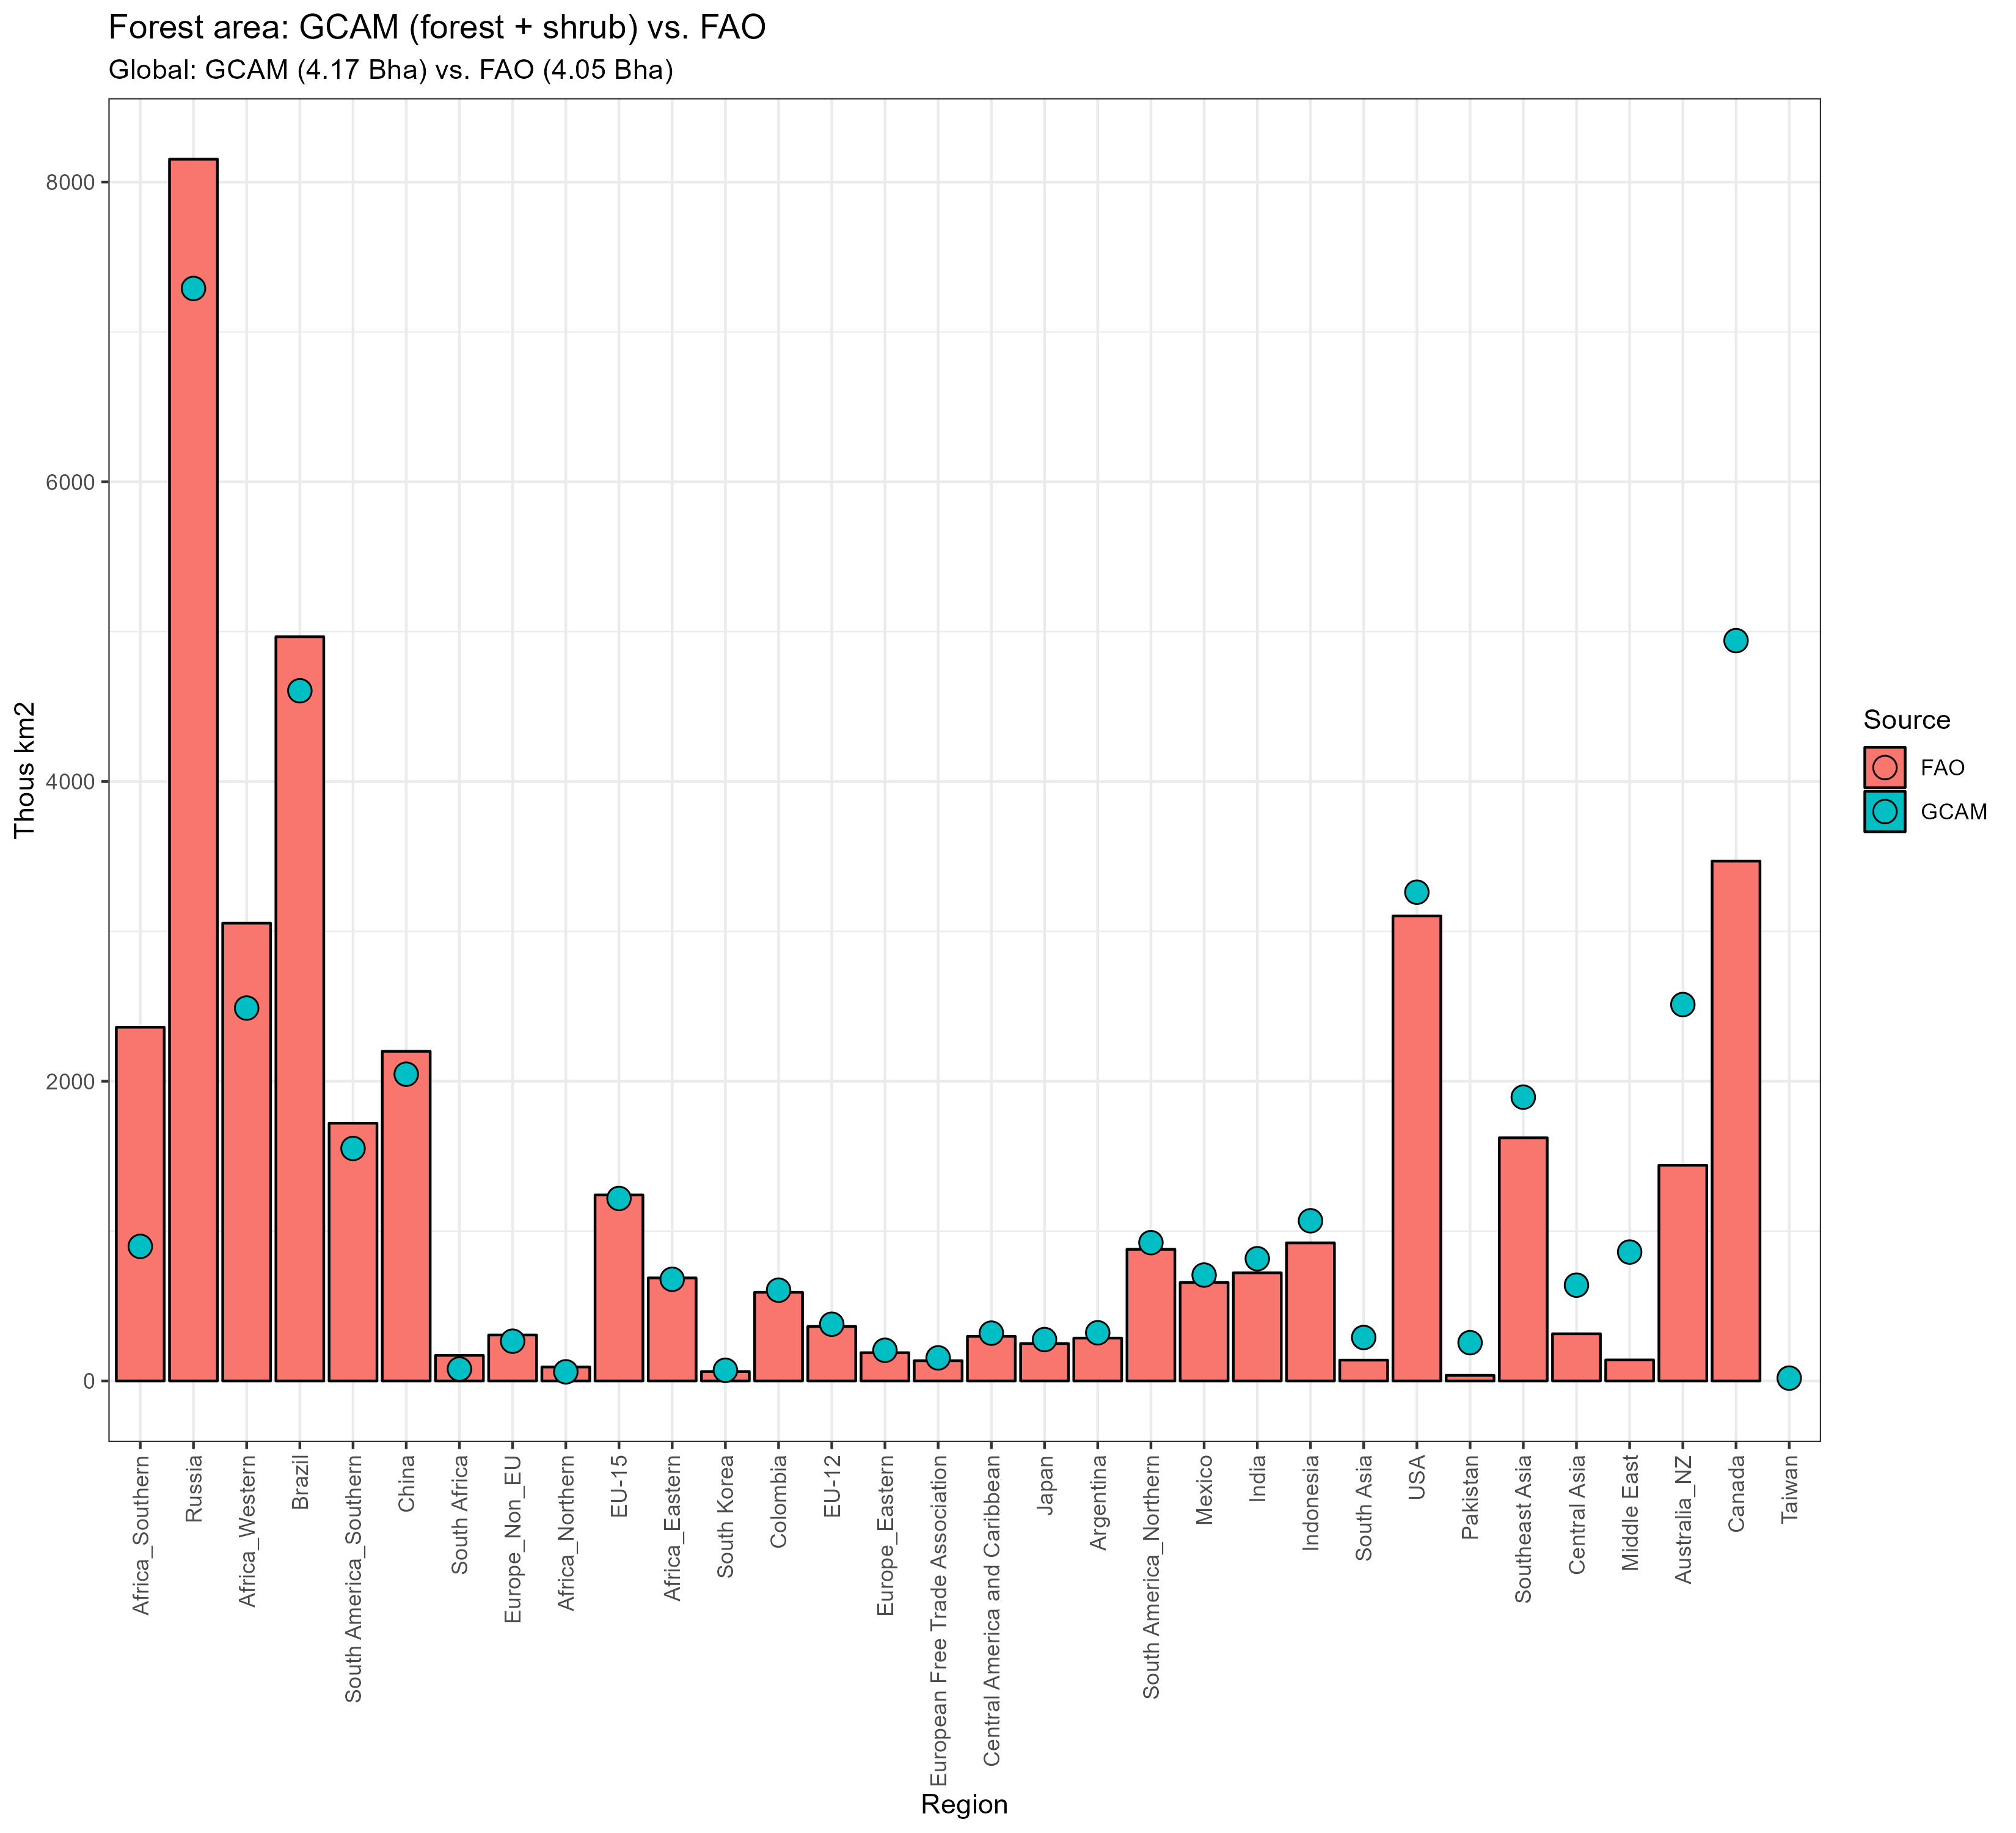 Forest area: GCAM (forest + shrub) vs. FAO
Global: GCAM (4.17 Bha) vs. FAO (4.05 Bha)
Thous km2
8000
6000
4000
2000
0
Africa_Southern
Russia
Africa_Western
Brazil
South America_Southern
China
South Africa
Europe_Non_EU
Africa_Northern
EU-15
Africa_Eastern
South Korea
Colombia
EU-12
Europe_Eastern
European Free Trade Association
Central America and Caribbean
Japan
Argentina
South America_Northern
Mexico
India
Indonesia
South Asia
USA
Pakistan
Southeast Asia
Central Asia
Middle East
Australia_NZ
Canada
Taiwan
Region
Source
FAO
GCAM